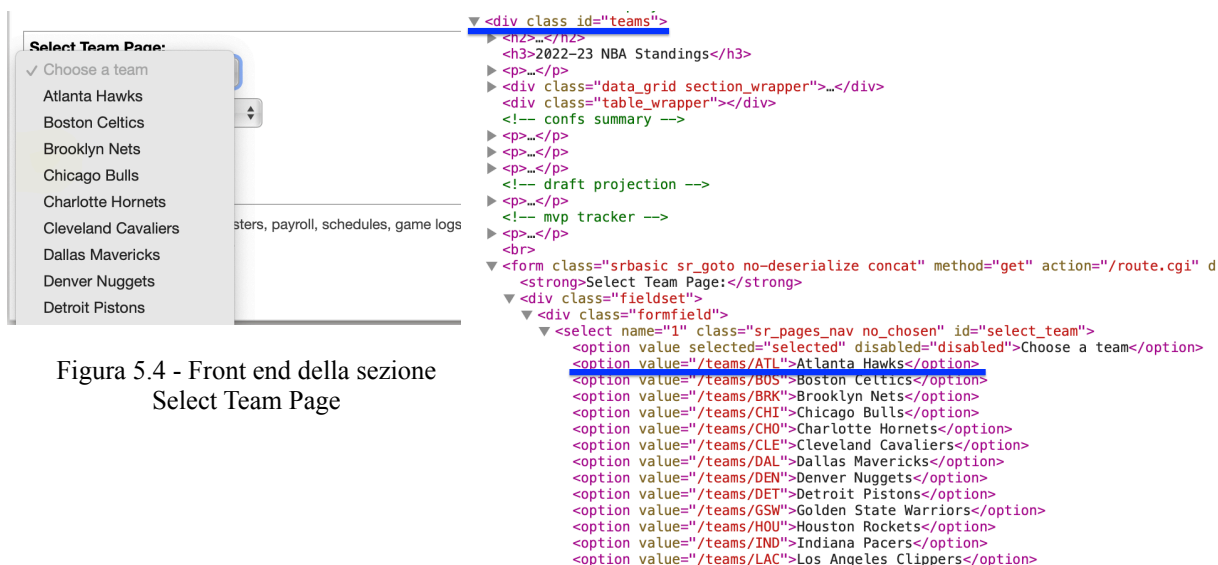 Select Team Page:
✓ Choose a team
Atlanta Hawks
Boston Celtics
Brooklyn Nets
Chicago Bulls
Charlotte Hornets
Cleveland Cavaliers
Dallas Mavericks
Denver Nuggets
Detroit Pistons
sters, payroll, schedules, game logs
Figura 5.4 - Front end della sezione
Select Team Page
▼ <div class id="teams">
▶ <h2>…</h2>
<h3>2022-23 NBA Standings</h3>
▶ <p>…</p>
▶ <div class="data_grid section_wrapper">…</div>
<div class="table_wrapper"></div>
<!-- confs summary -->
▶ <p>…</p>
▶ <p>…</p>
▶ <p>…</p>
<!-- draft projection -->
▶ <p>…</p>
<!-- mvp tracker -->
▶ <p>…</p>
<br>
▼ <form class="srbasic sr_goto no-deserialize concat" method="get" action="/route.cgi" d
<strong>Select Team Page:</strong>
▼ <div class="fieldset">
▼ <div class="formfield">
▼ <select name="1" class="sr_pages_nav no_chosen" id="select_team">
<option value selected="selected" disabled="disabled">Choose a team</option>
<option value="/teams/ATL">Atlanta Hawks</option>
<option value="/teams/BOS">Boston Celtics</option>
<option value="/teams/BRK">Brooklyn Nets</option>
<option value="/teams/CHI">Chicago Bulls</option>
<option value="/teams/CHO">Charlotte Hornets</option>
<option value="/teams/CLE">Cleveland Cavaliers</option>
<option value="/teams/DAL">Dallas Mavericks</option>
<option value="/teams/DEN">Denver Nuggets</option>
<option value="/teams/DET">Detroit Pistons</option>
<option value="/teams/GSW">Golden State Warriors</option>
<option value="/teams/HOU">Houston Rockets</option>
<option value="/teams/IND">Indiana Pacers</option>
<option value="/teams/LAC">Los Angeles Clippers</option>